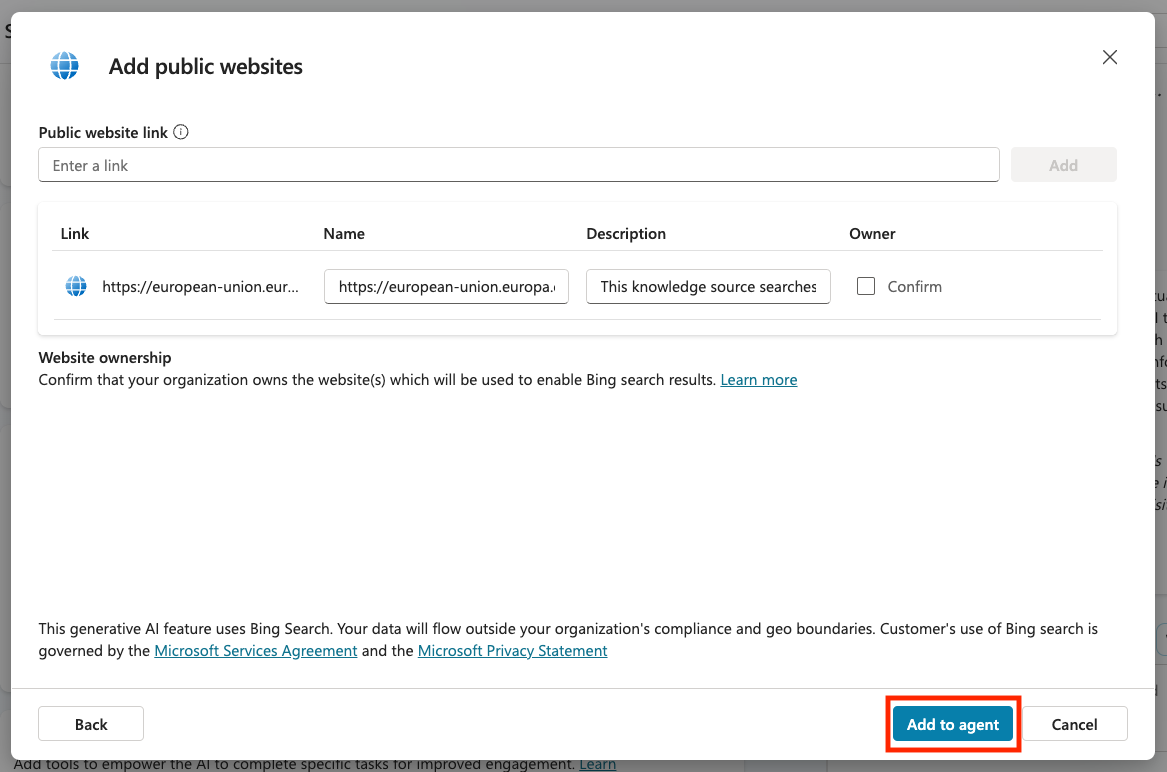 Add public websites
Public website link
Enter a link
Add
Link Name Description Owner
https://european-union.eur... https://european-union.europa. This knowledge source searches Confirm
Website ownership
Confirm that your organization owns the website(s) which will be used to enable Bing search results. Learn more
This generative AI feature uses Bing Search. Your data will flow outside your organization's compliance and geo boundaries. Customer's use of Bing search is
governed by the Microsoft Services Agreement and the Microsoft Privacy Statement
Back
Add to agent
Cancel
Add tools to empower the AI to complete specific tasks for improved engagement. Learn